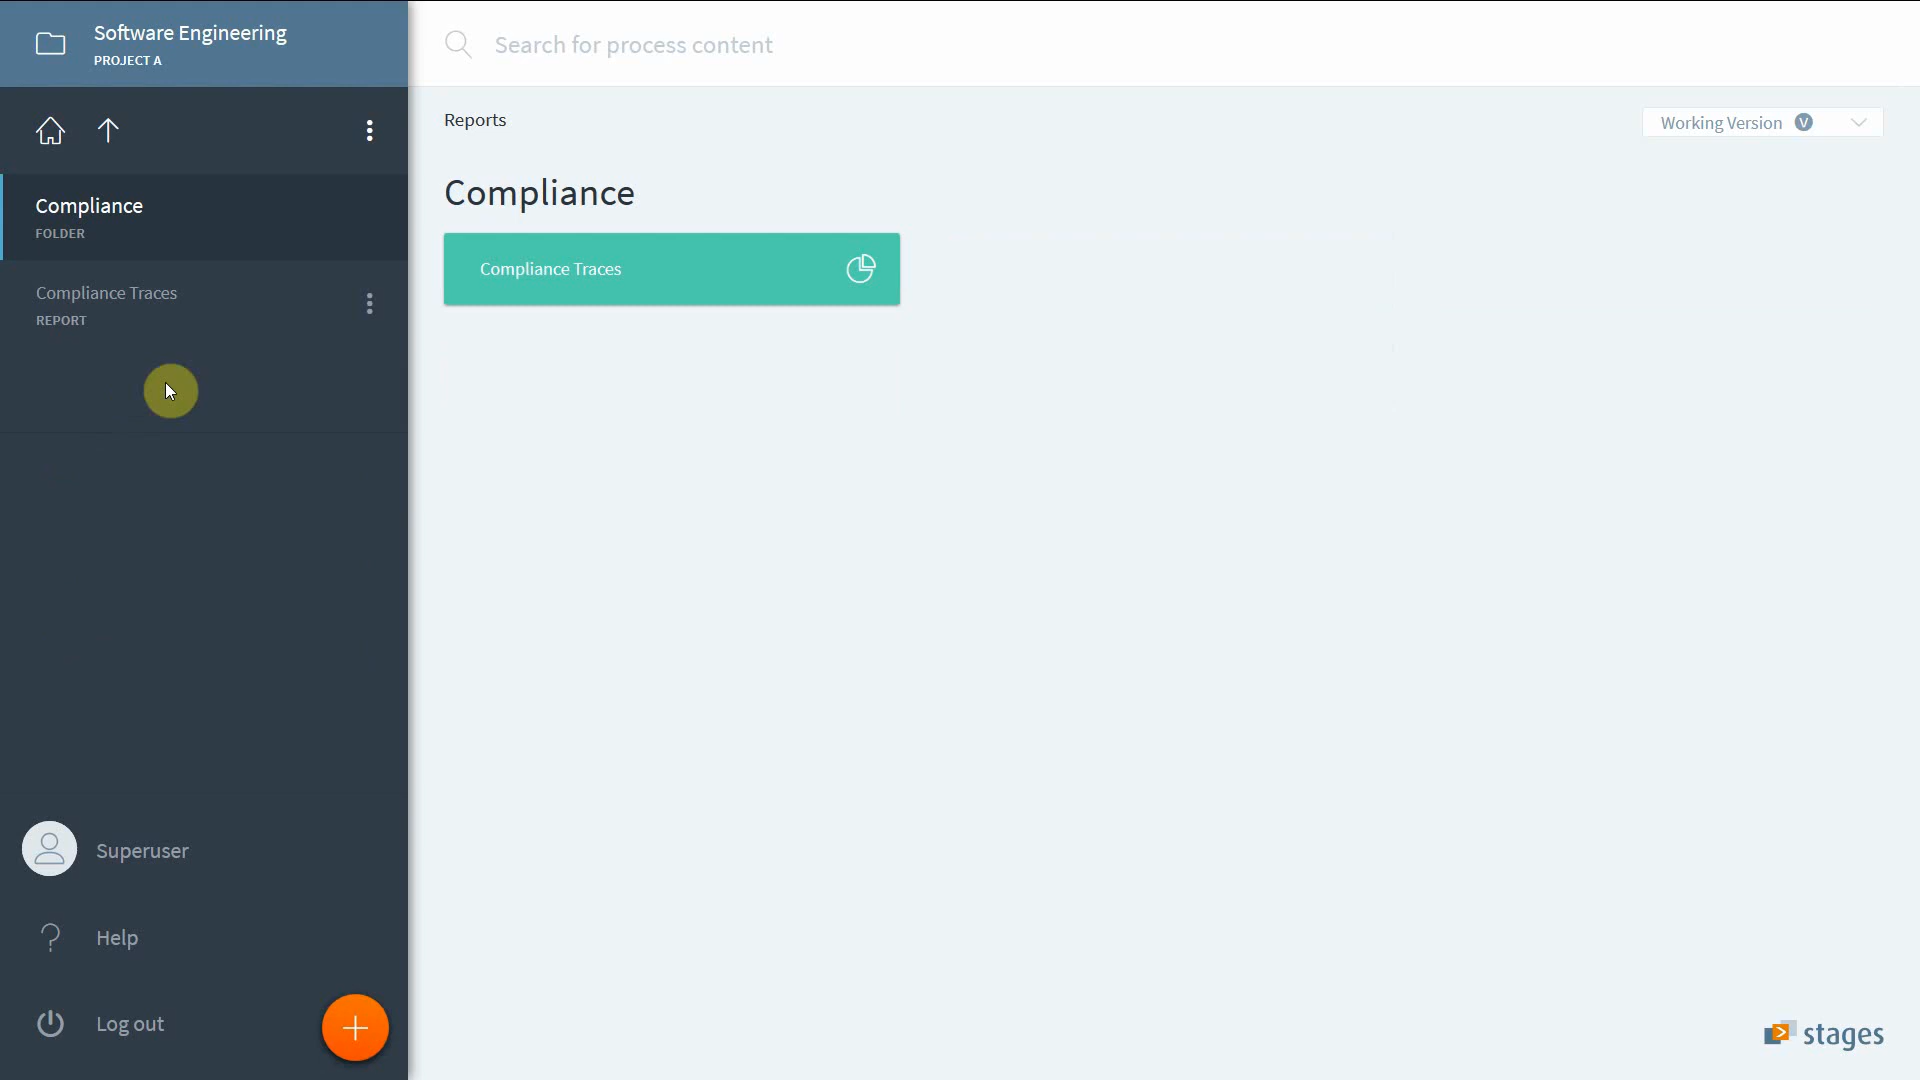 Software Engineering
PROJECT A
Search for process content
Reports
Working Version V
Compliance
FOLDER
Compliance
Compliance Traces
REPORT
Compliance Traces
Superuser
Help
Log out
stages